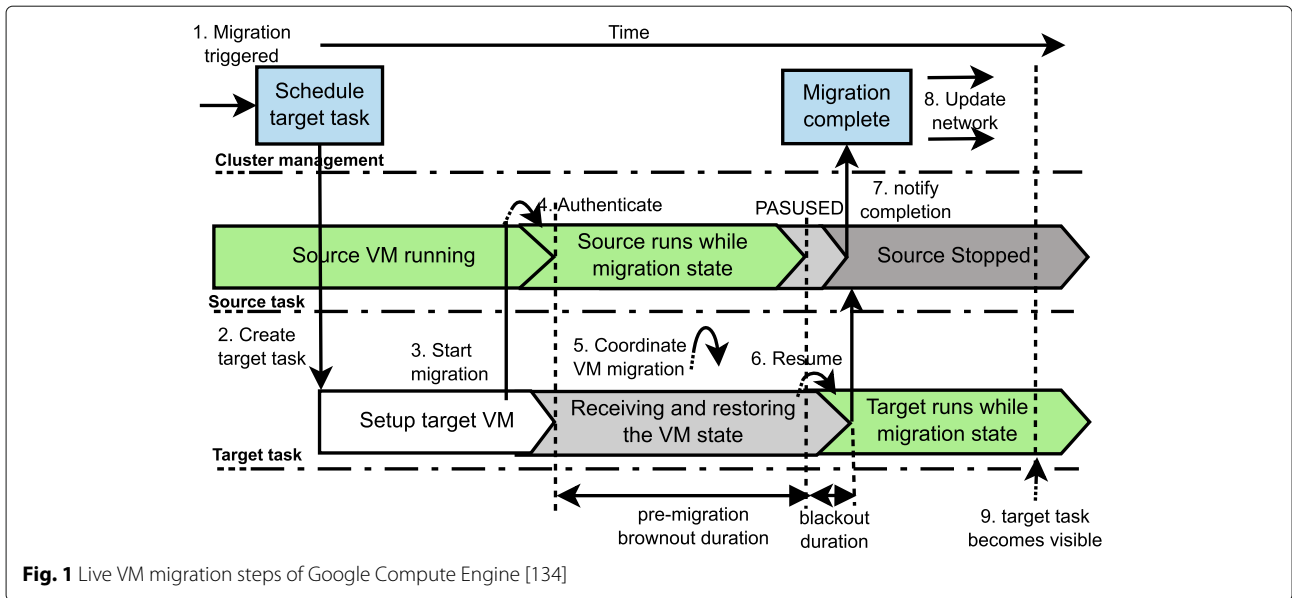 1. Migration
triggered
Time
Schedule
target task
Migration
complete
8. Update
network
Cluster management
4. Authenticate
PASUSED
7. notify
completion
Source VM running
Source runs while
migration state
Source Stopped
Source task
2. Create
target task
3. Start
migration
5. Coordinate
VM migration
6. Resume
Setup target VM
Receiving and restoring
the VM state
Target runs while
migration state
Target task
pre-migration
brownout duration
blackout
duration
9. target task
becomes visible
Fig. 1 Live VM migration steps of Google Compute Engine [134]